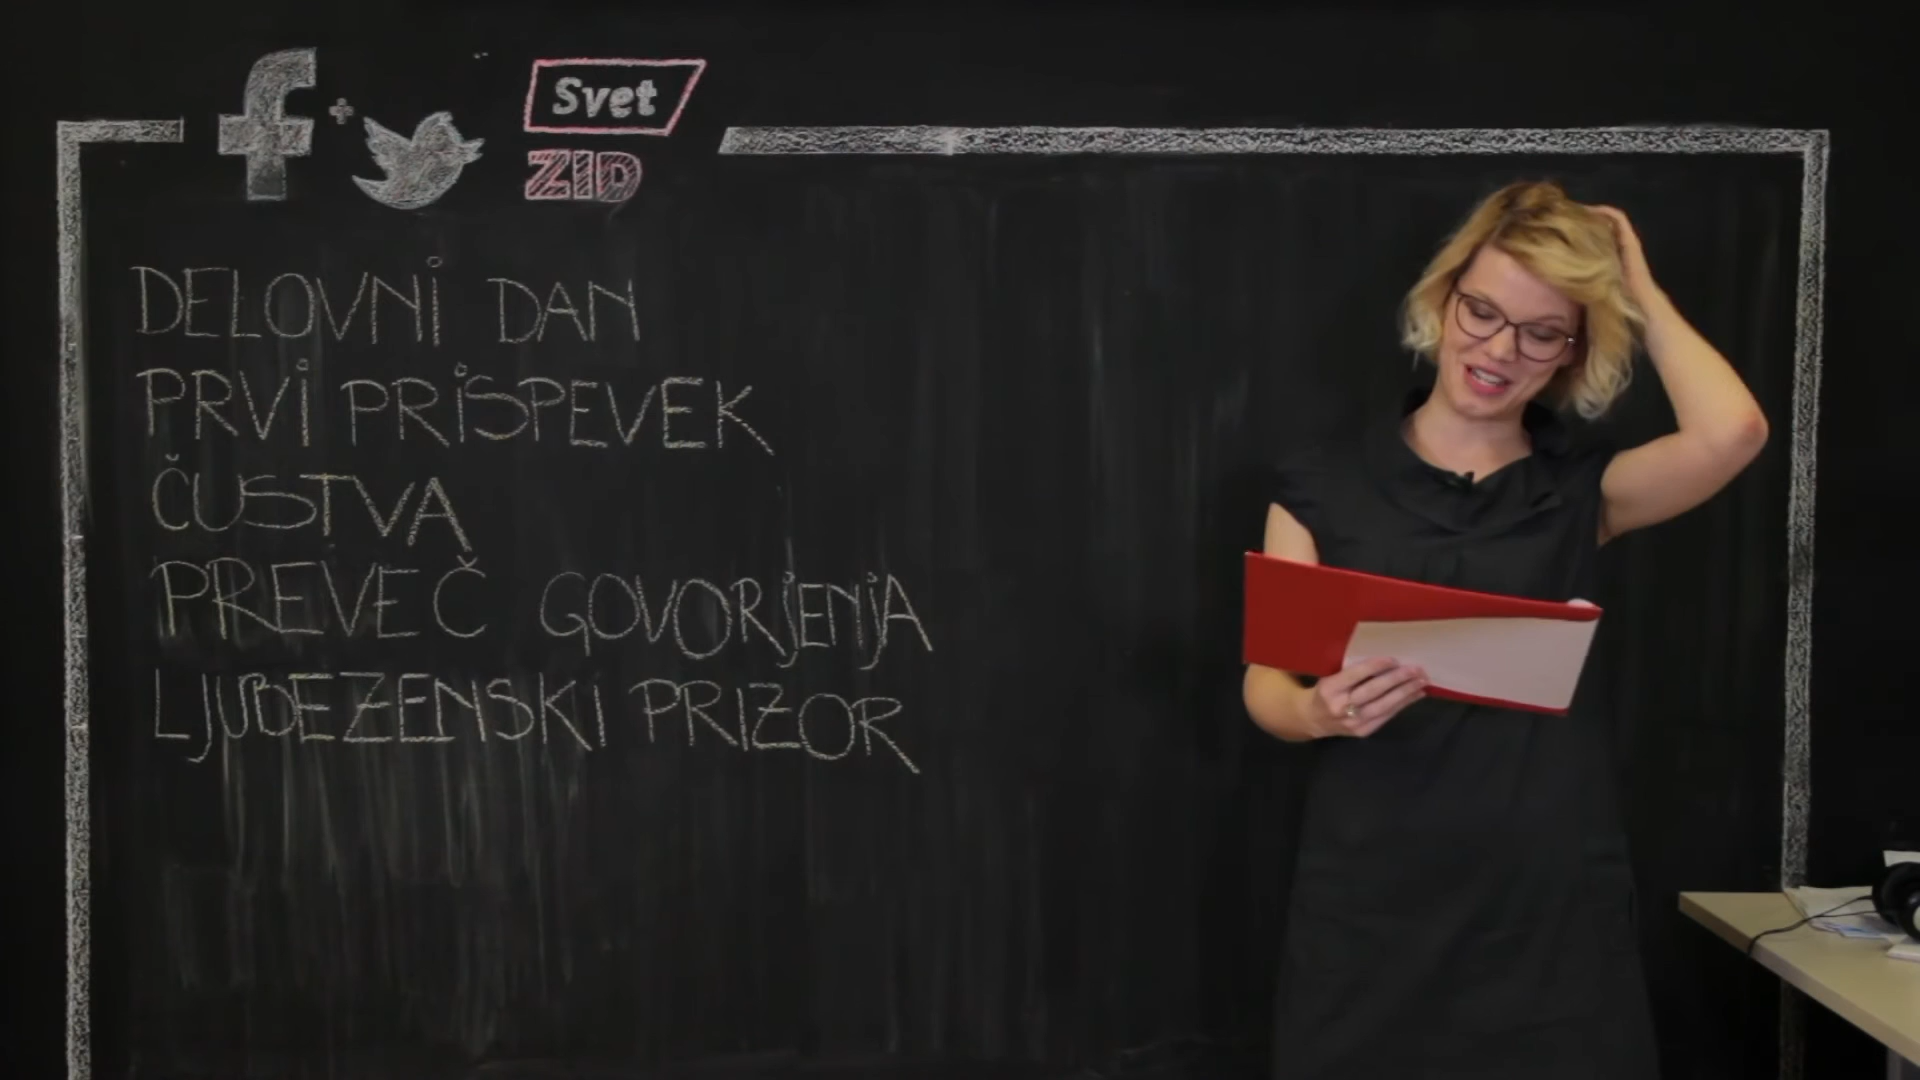 f + Svet
ZID
DELOVNI DAN
PRVI PRISPEVEK
ČUSTVA
PREVEČ GOVORJENJA
LJUBEZENSKI PRIZOR